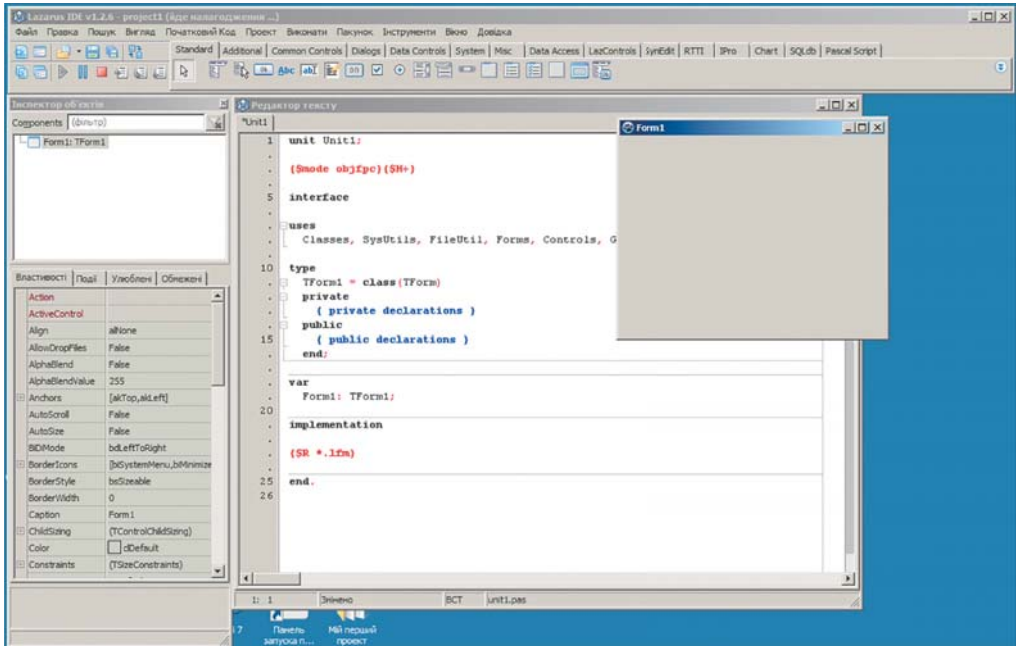 Lazarus IDE v1.2.6 - project1 (йде налагодження ...)
Файл Правка Пошук Вигляд Початковий Код Проект Виконати Пакунок Інструменти Вікно Довідка
Standard Additional Common Controls Dialogs Data Controls System Misc Data Access LazControls SynEdit RTTI IPro Chart SQLdb Pascal Script
Інспектор об'єктів
Components (фільтр)
Form1: TForm1
Властивості Події Улюблені Обмежені
Action
ActiveControl
Align alNone
AllowDropFiles False
AlphaBlend False
AlphaBlendValue 255
Anchors [akTop,akLeft]
AutoScroll False
AutoSize False
BiDiMode bdLeftToRight
BorderIcons [biSystemMenu,biMinimize
BorderStyle bsSizeable
BorderWidth 0
Caption Form1
ChildSizing (TControlChildSizing)
Color clDefault
Constraints (TSizeConstraints)
Редактор тексту
*Unit1
1 unit Unit1;
{$mode objfpc}{$H+}
5 interface
uses
Classes, SysUtils, FileUtil, Forms, Controls, G
10 type
TForm1 = class(TForm)
private
{ private declarations }
public
15 { public declarations }
end;
var
Form1: TForm1;
20
implementation
{$R *.lfm}
25 end.
26
1: 1 Змінено ВСТ unit1.pas
Form1
7 Панель Мій перший
запуска п... проект